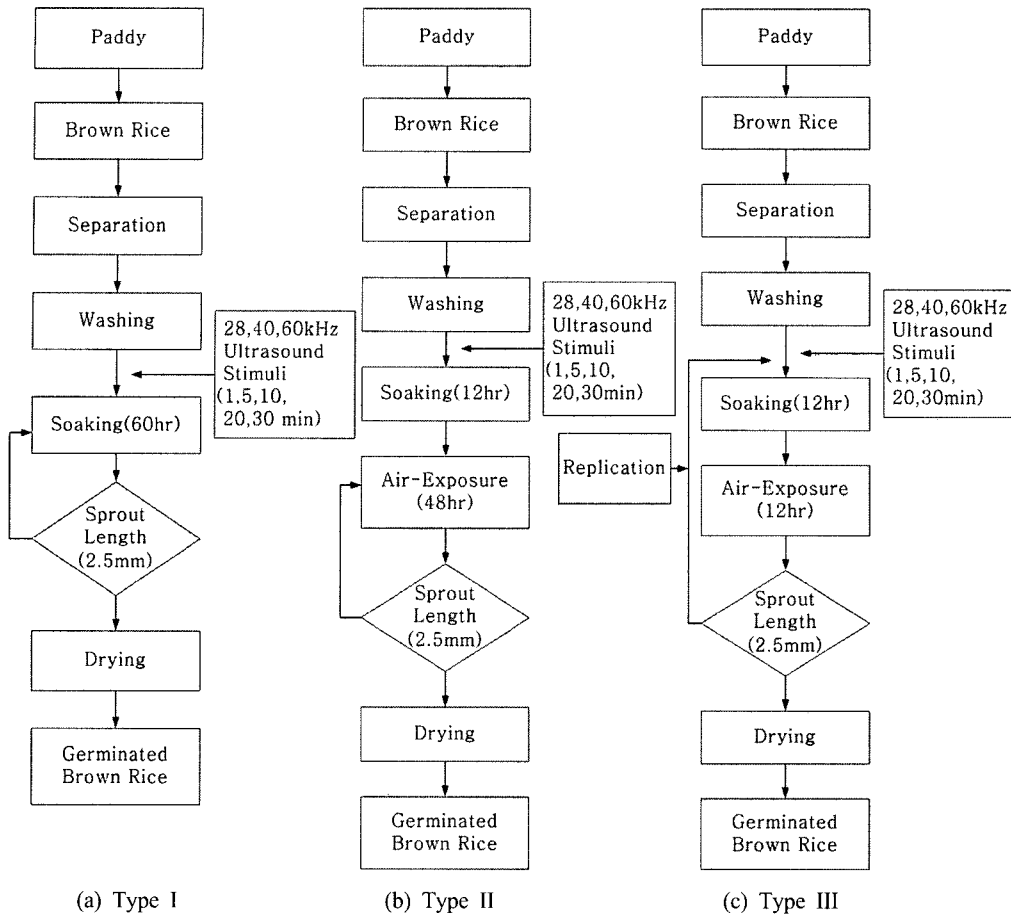 Paddy
Brown Rice
Separation
Washing
28,40,60kHz
Ultrasound
Stimuli
(1,5,10,
20,30 min)
Soaking(60hr)
Sprout
Length
(2.5mm)
Drying
Germinated
Brown Rice
(a) Type I
Paddy
Brown Rice
Separation
Washing
28,40,60kHz
Ultrasound
Stimuli
(1,5,10,
20,30min)
Soaking(12hr)
Air-Exposure
(48hr)
Sprout
Length
(2.5mm)
Drying
Germinated
Brown Rice
(b) Type II
Paddy
Brown Rice
Separation
Washing
28,40,60kHz
Ultrasound
Stimuli
(1,5,10,
20,30min)
Soaking(12hr)
Replication
Air-Exposure
(12hr)
Sprout
Length
(2.5mm)
Drying
Germinated
Brown Rice
(c) Type III